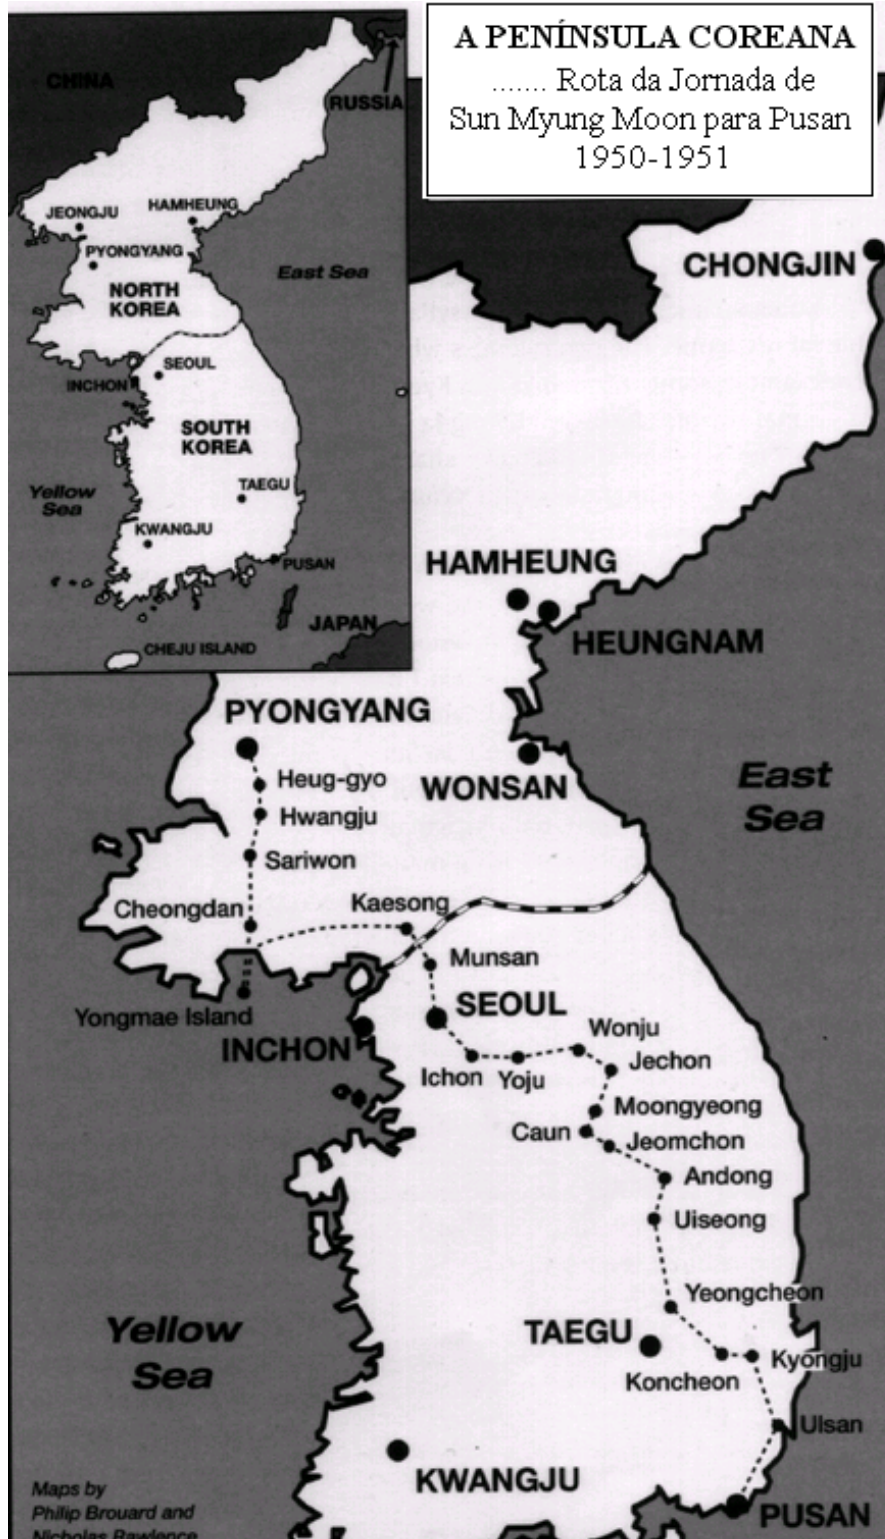 A PENÍNSULA COREANA
....... Rota da Jornada de
Sun Myung Moon para Pusan
1950-1951
CHINA
RUSSIA
JEONGJU
HAMHEUNG
PYONGYANG
East Sea
NORTH
KOREA
SEOUL
INCHON
SOUTH
KOREA
Yellow
Sea
TAEGU
KWANGJU
PUSAN
JAPAN
CHEJU ISLAND
CHONGJIN
HAMHEUNG
HEUNGNAM
PYONGYANG
WONSAN
East
Sea
Heug-gyo
Hwangju
Sariwon
Cheongdan
Kaesong
Munsan
Yongmae Island
SEOUL
INCHON
Wonju
Ichon
Yoju
Jechon
Moongyeong
Caun
Jeomchon
Andong
Uiseong
Yeongcheon
Yellow
Sea
TAEGU
Koncheon
Kyongju
Ulsan
KWANGJU
PUSAN
Maps by
Philip Brouard and
Nicholas Rawlence